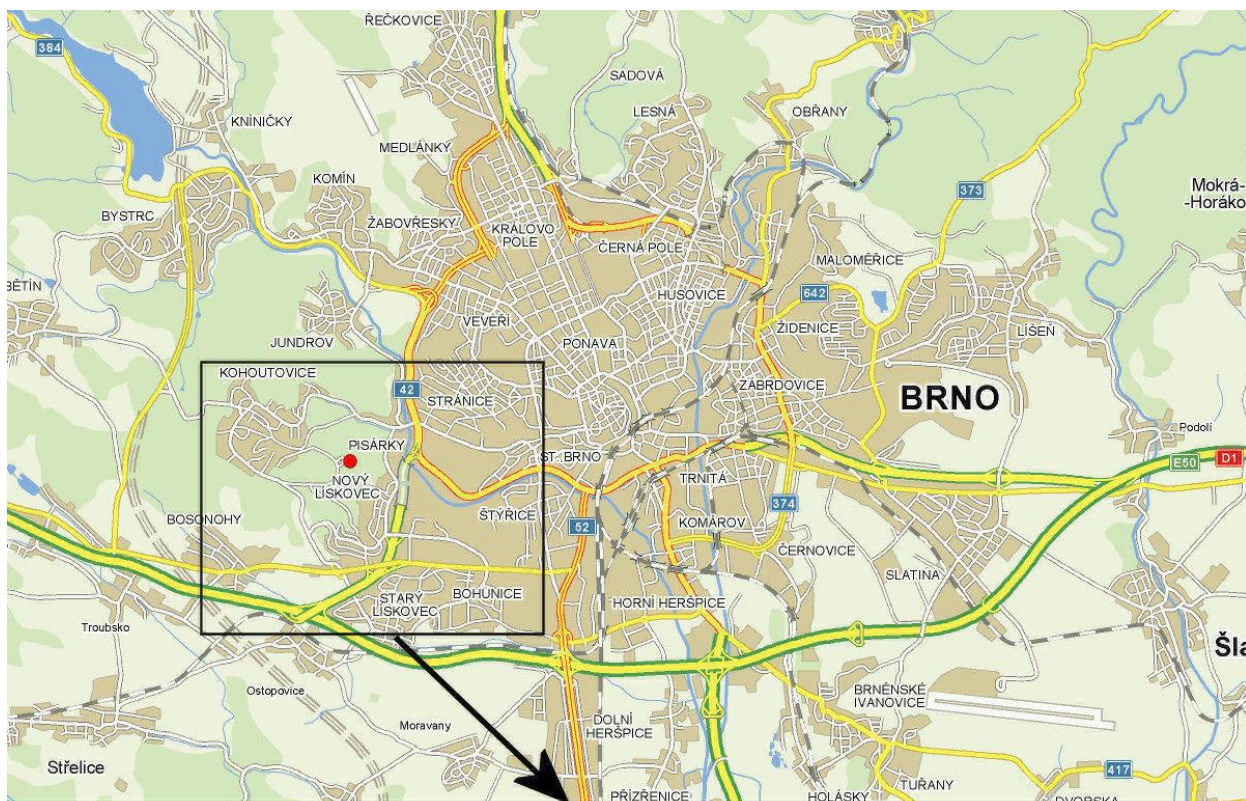 ŘEČKOVICE
384
SADOVÁ
LESNÁ
OBŘANY
KNÍNIČKY
MEDLÁNKY
KOMÍN
373
Mokrá-
-Horáko
BYSTRC
ŽABOVŘESKY
KRÁLOVO
POLE
ČERNÁ POLE
MALOMĚŘICE
BĚTÍN
HUSOVICE
642
VEVEŘÍ
ŽIDENICE
LÍŠEŇ
JUNDROV
PONAVA
KOHOUTOVICE
42
STRÁNICE
ZÁBRDOVICE
BRNO
PISÁRKY
ST. BRNO
Podolí
E50
D1
NOVÝ
LÍSKOVEC
TRNITÁ
ŠTÝŘICE
374
BOSONOHY
52
KOMÁROV
ČERNOVICE
SLATINA
STARÝ
LÍSKOVEC
BOHUNICE
HORNÍ HERŠPICE
Troubsko
Šla
Ostopovice
BRNĚNSKÉ
IVANOVICE
Moravany
DOLNÍ
HERŠPICE
Střelice
417
TUŘANY
PŘÍZŘENICE
HOLÁSKY
DVORSKA